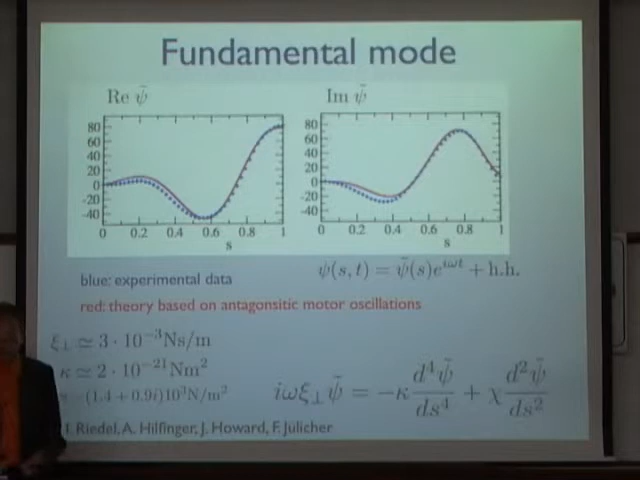 Fundamental mode
Re ψ̃
Im ψ̃
80
60
40
20
0
-20
-40
0 0.2 0.4 0.6 0.8 1
s
80
60
40
20
0
-20
-40
0 0.2 0.4 0.6 0.8 1
s
ψ(s, t) = ψ̃(s)e^{iωt} + h.h.
blue: experimental data
red: theory based on antagonsitic motor oscillations
ξ⊥ ≃ 3 · 10⁻³Ns/m
κ ≃ 2 · 10⁻²¹Nm²
(1.4 + 0.9i)10³N/m²
iωξ⊥ψ̃ = −κ d⁴ψ̃/ds⁴ + χ d²ψ̃/ds²
I. Riedel, A. Hilfinger, J. Howard, F. Julicher